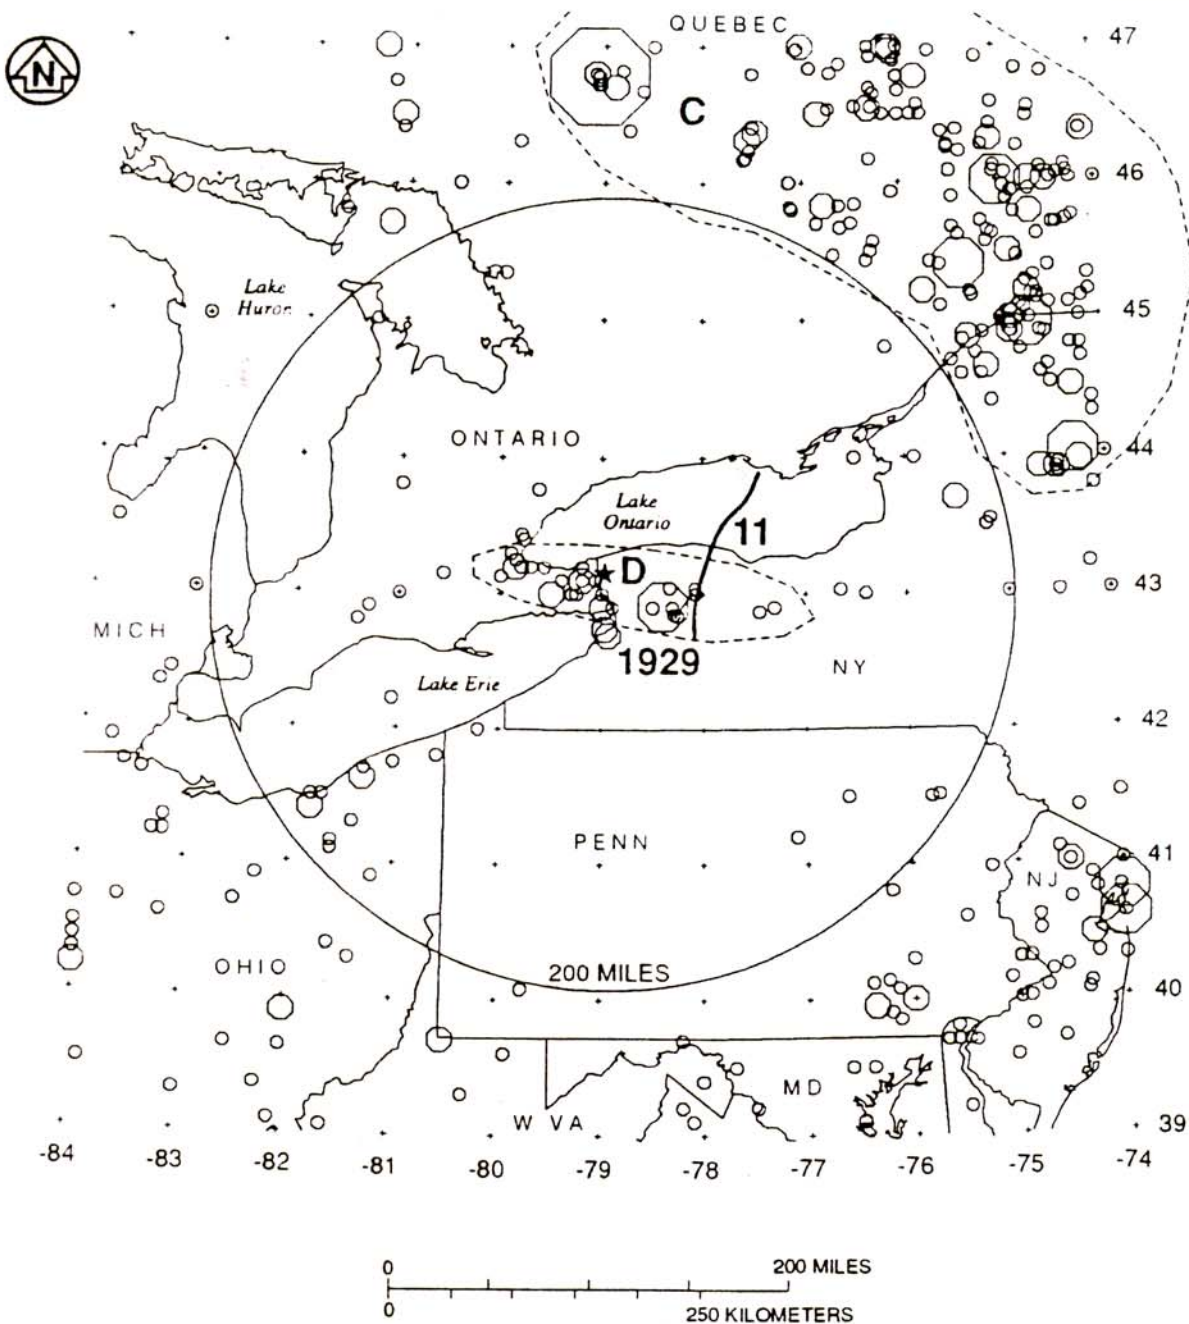 QUEBEC
47
N
C
46
Lake
Huron
45
ONTARIO
44
Lake
Ontario
11
D
43
MICH
1929
NY
Lake Erie
42
PENN
41
NJ
OHIO
200 MILES
40
MD
W VA
39
-84 -83 -82 -81 -80 -79 -78 -77 -76 -75 -74
0 200 MILES
0 250 KILOMETERS